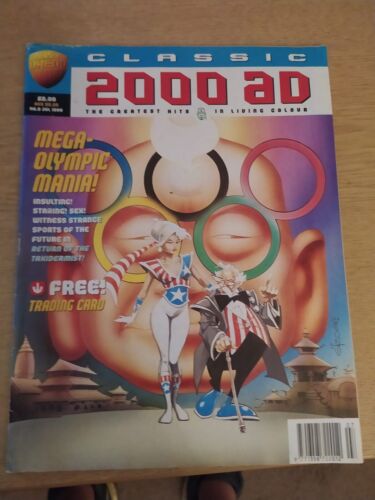 CLASSIC
2000 AD
THE GREATEST HITS IN LIVING COLOUR
MEGA-
OLYMPIC
MANIA!
INSULTING!
STARING! SEX!
WITNESS STRANGE
SPORTS OF THE
FUTURE IN
RETURN OF THE
TAXIDERMIST!
FREE!
TRADING CARD